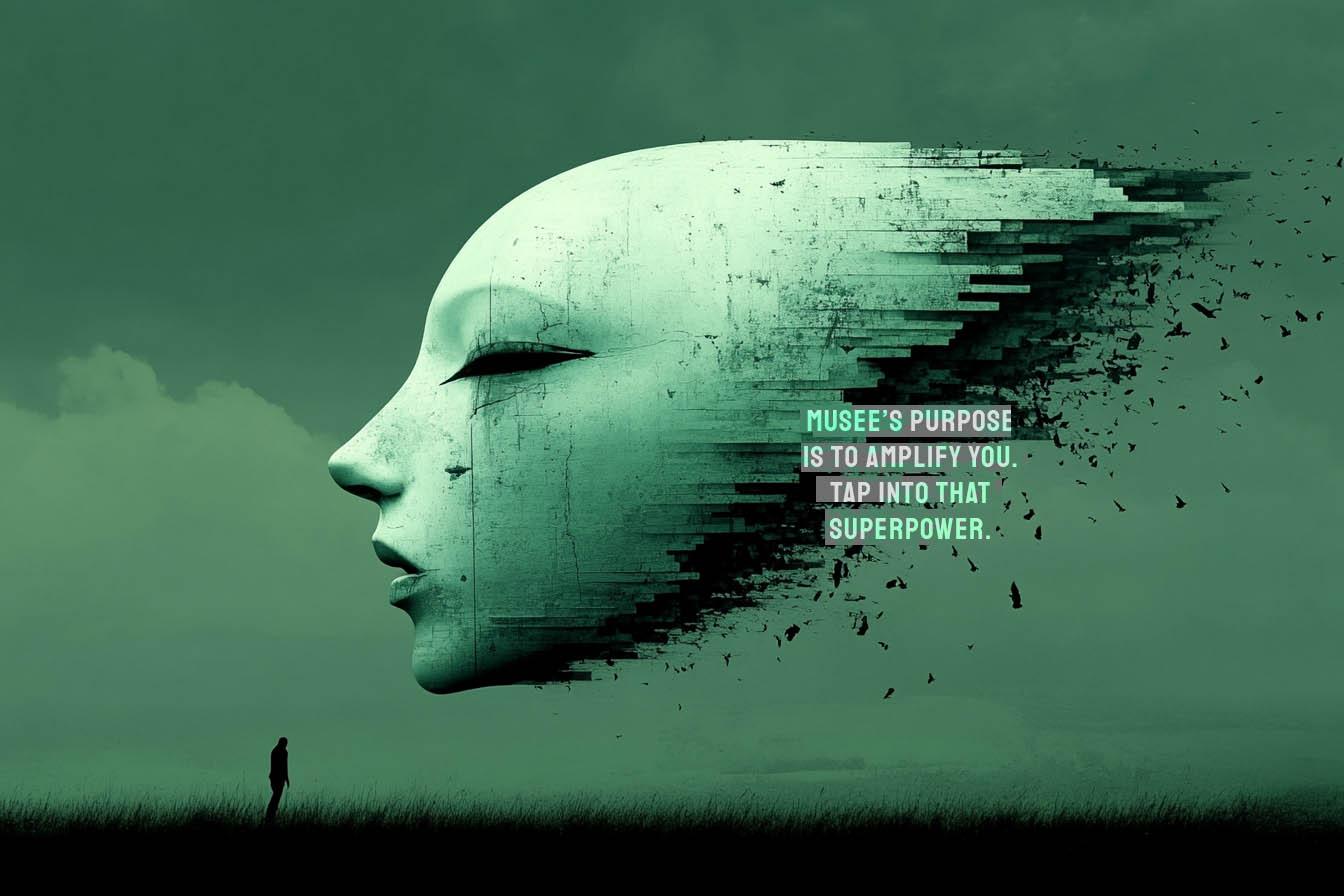 MUSEE'S PURPOSE
IS TO AMPLIFY YOU.
TAP INTO THAT
SUPERPOWER.